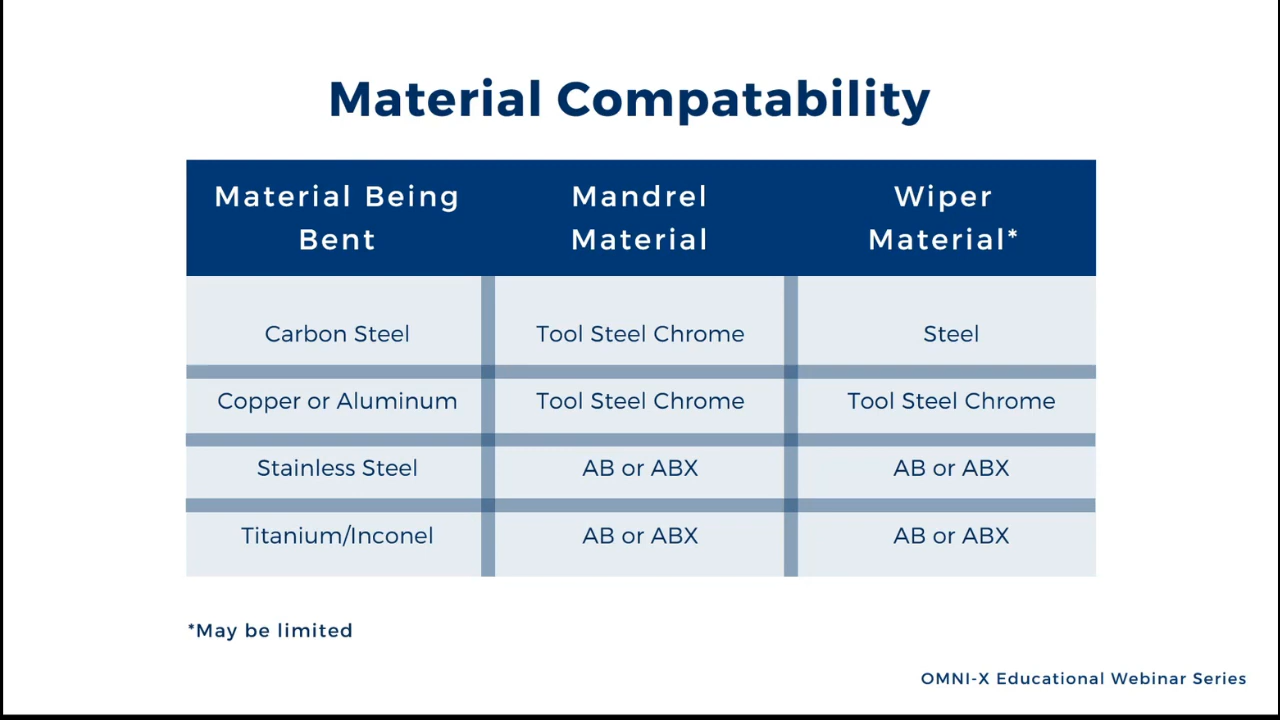 Material Compatability
Material Being Bent
Mandrel Material
Wiper Material*
Carbon Steel
Tool Steel Chrome
Steel
Copper or Aluminum
Tool Steel Chrome
Tool Steel Chrome
Stainless Steel
AB or ABX
AB or ABX
Titanium/Inconel
AB or ABX
AB or ABX
*May be limited
OMNI-X Educational Webinar Series